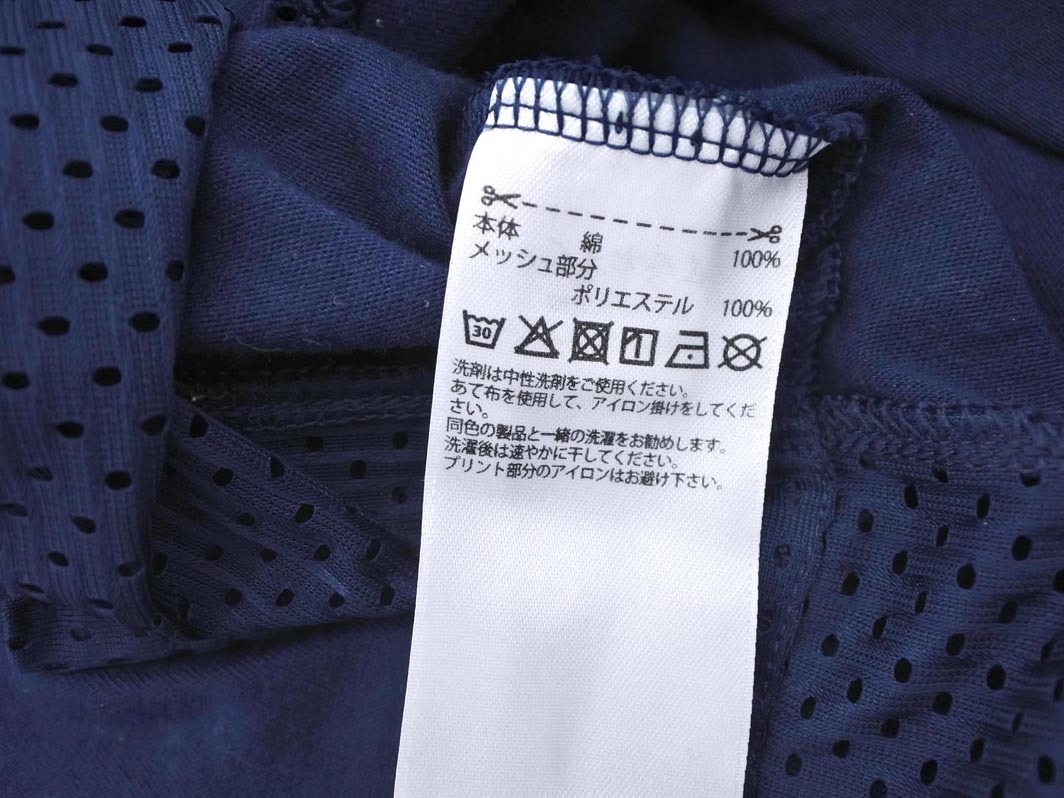 本体 綿 100%
メッシュ部分
ポリエステル 100%
30
洗剤は中性洗剤をご使用ください。
あて布を使用して、アイロン掛けをしてくだ
さい。
同色の製品と一緒の洗濯をお勧めします。
洗濯後は速やかに干してください。
プリント部分のアイロンはお避け下さい。